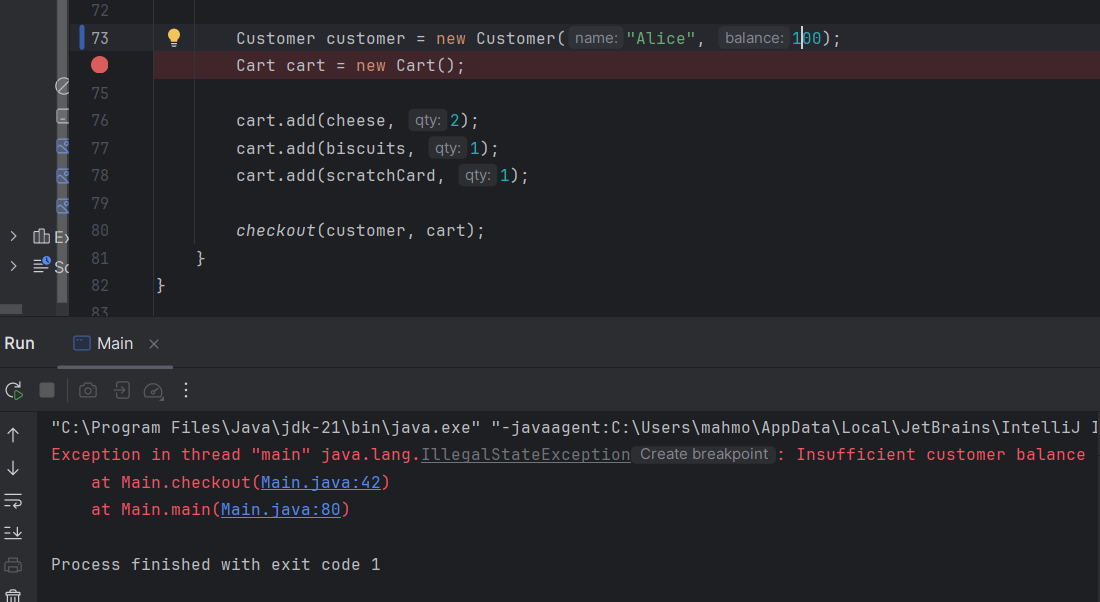 72
73 Customer customer = new Customer( name: "Alice", balance: 100);
Cart cart = new Cart();
75
76 cart.add(cheese, qty: 2);
77 cart.add(biscuits, qty: 1);
78 cart.add(scratchCard, qty: 1);
79
Ex 80 checkout(customer, cart);
81 }
Sc
82 }
83
Run Main
"C:\Program Files\Java\jdk-21\bin\java.exe" "-javaagent:C:\Users\mahmo\AppData\Local\JetBrains\IntelliJ I
Exception in thread "main" java.lang.IllegalStateException Create breakpoint : Insufficient customer balance
at Main.checkout(Main.java:42)
at Main.main(Main.java:80)
Process finished with exit code 1